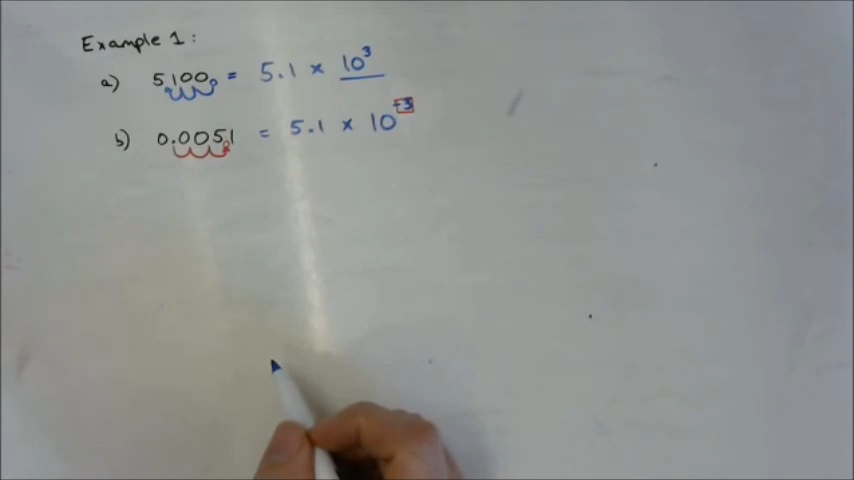 Example 1:
a) 5100. = 5.1 × 10³
b) 0.0051 = 5.1 × 10⁻³